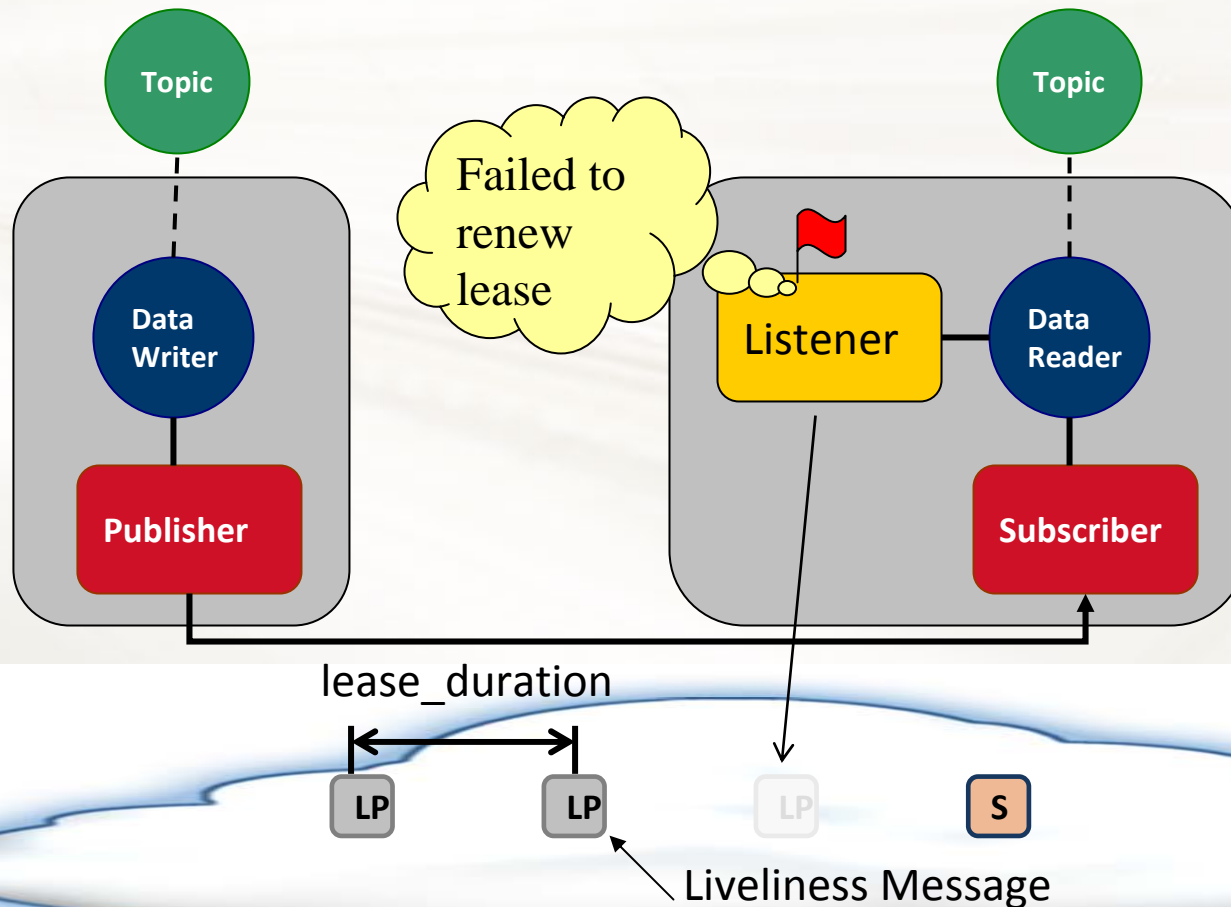 Topic
Topic
Failed to
renew
lease
Data
Writer
Listener
Data
Reader
Publisher
Subscriber
lease_duration
LP
LP
LP
S
Liveliness Message